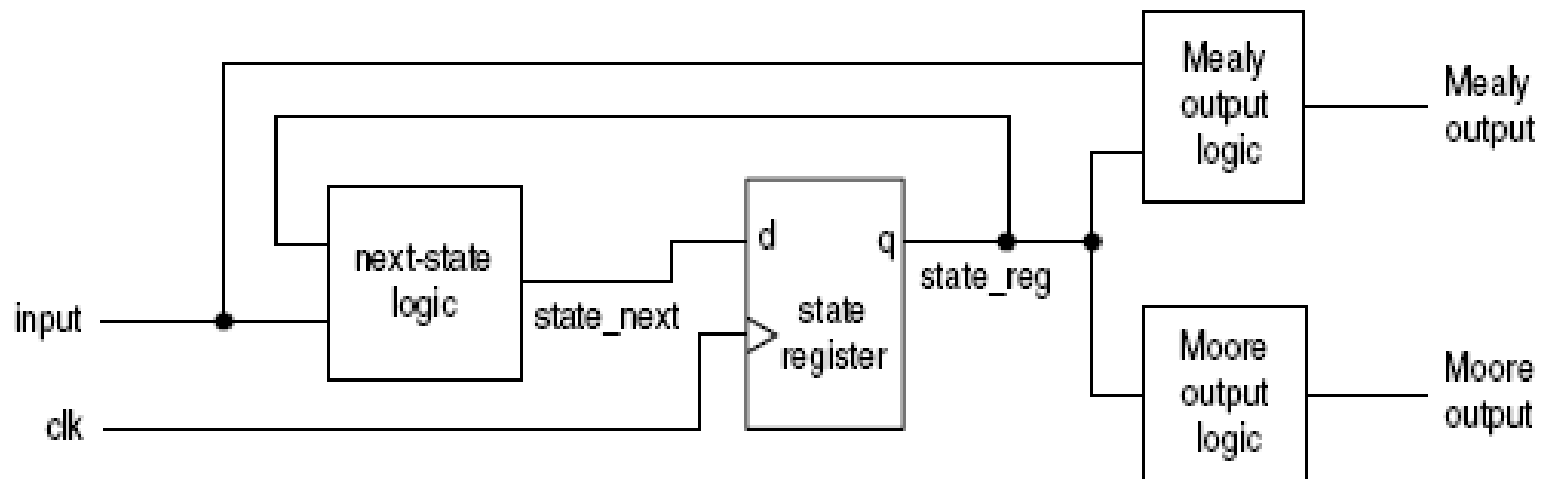 Mealy
output
logic
Mealy
output
next-state
logic
d
q
state_reg
input
state_next
state
register
clk
Moore
output
logic
Moore
output